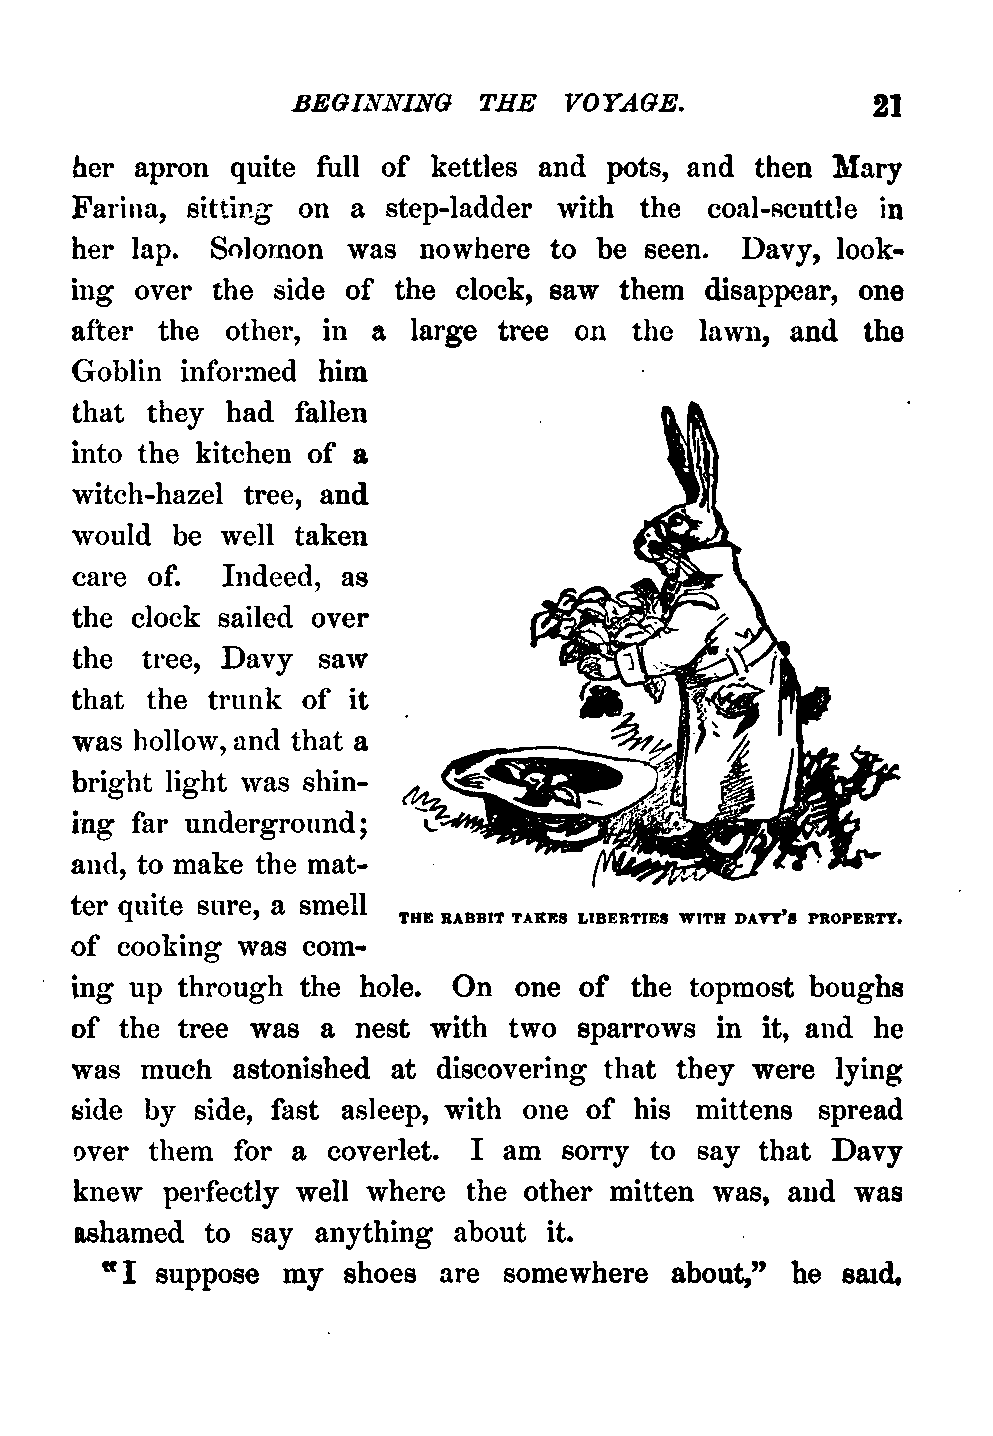 BEGINNING THE VOYAGE. 21
her apron quite full of kettles and pots, and then Mary
Farina, sitting on a step-ladder with the coal-scuttle in
her lap. Solomon was nowhere to be seen. Davy, look-
ing over the side of the clock, saw them disappear, one
after the other, in a large tree on the lawn, and the
Goblin informed him
that they had fallen
into the kitchen of a
witch-hazel tree, and
would be well taken
care of. Indeed, as
the clock sailed over
the tree, Davy saw
that the trunk of it
was hollow, and that a
bright light was shin-
ing far underground;
and, to make the mat-
ter quite sure, a smell
of cooking was com-
THE RABBIT TAKES LIBERTIES WITH DAVY'S PROPERTY.
ing up through the hole. On one of the topmost boughs
of the tree was a nest with two sparrows in it, and he
was much astonished at discovering that they were lying
side by side, fast asleep, with one of his mittens spread
over them for a coverlet. I am sorry to say that Davy
knew perfectly well where the other mitten was, and was
ashamed to say anything about it.
"I suppose my shoes are somewhere about," he said.